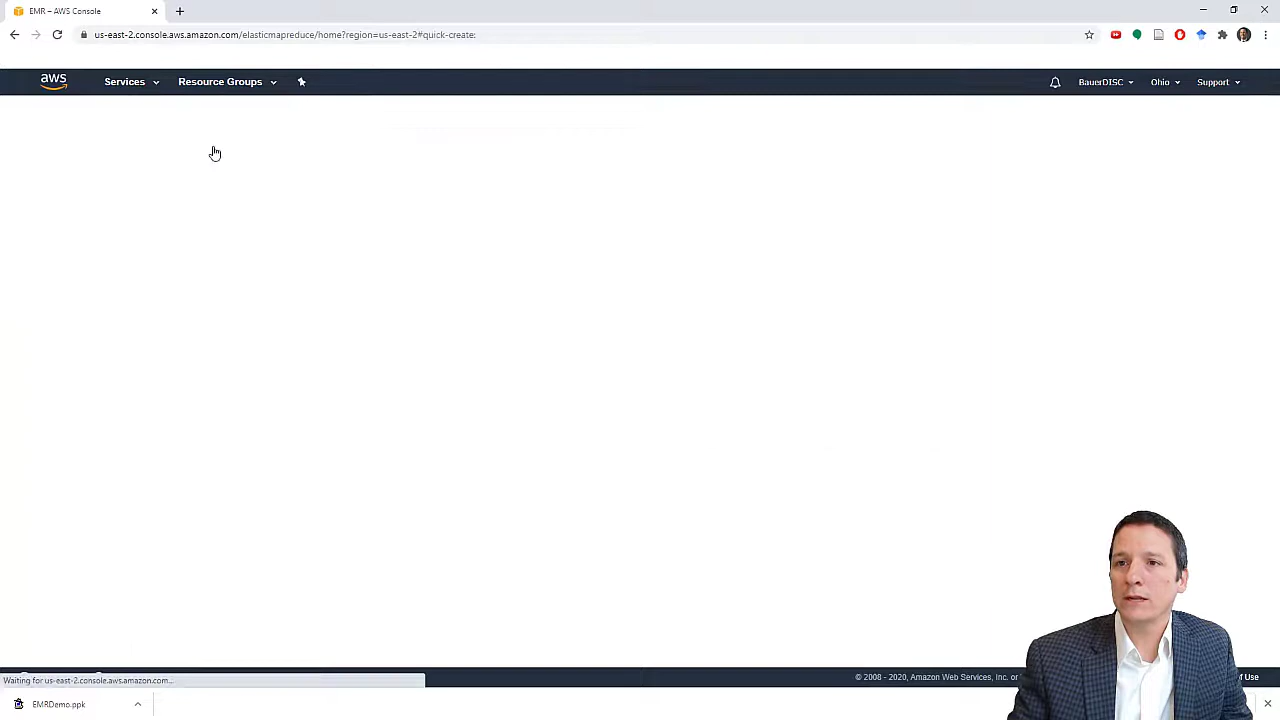 EMR – AWS Console
us-east-2.console.aws.amazon.com/elasticmapreduce/home?region=us-east-2#quick-create:
aws
Services
Resource Groups
BauerDISC
Ohio
Support
Waiting for us-east-2.console.aws.amazon.com...
© 2008 - 2020, Amazon Web Services, Inc. or
of Use
EMRDemo.ppk